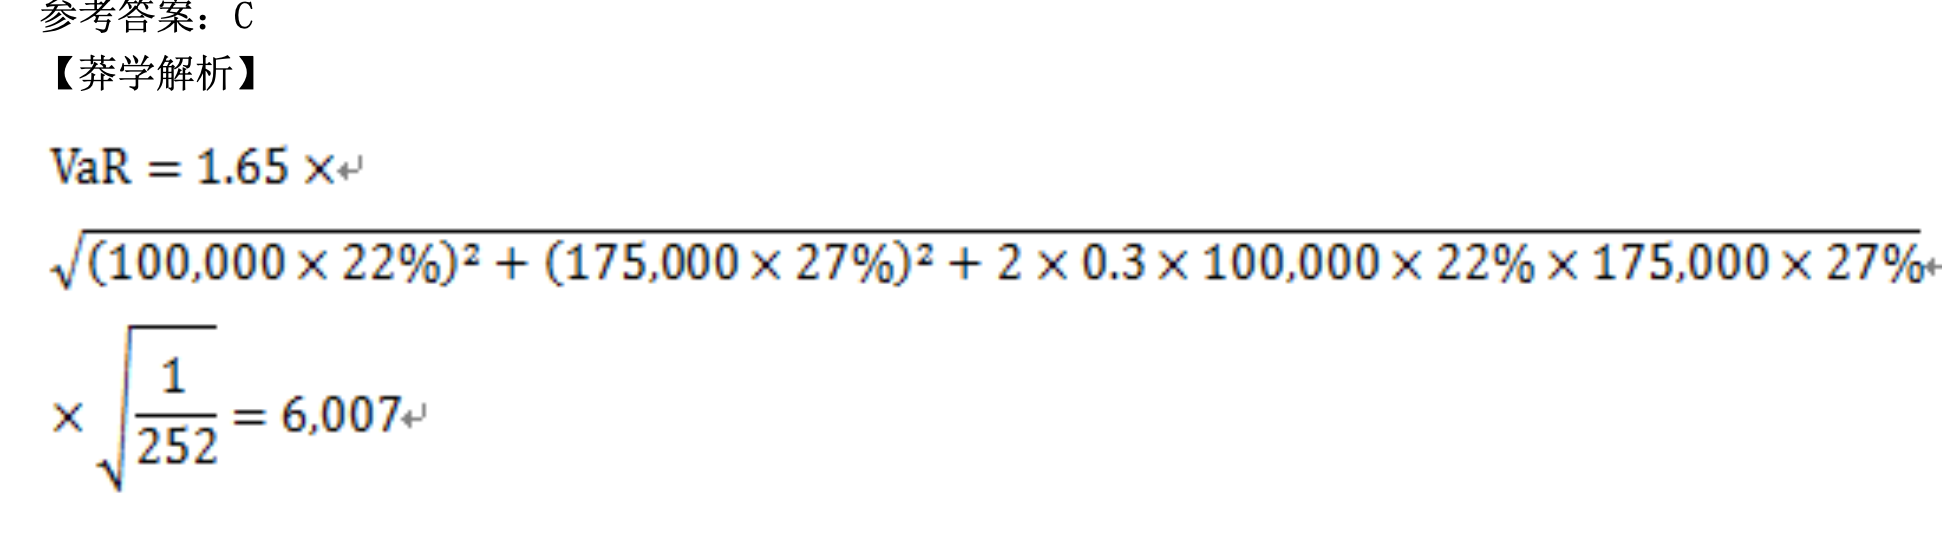 参考答案：C
【莽学解析】
VaR = 1.65 ×↵
√(100,000 × 22%)² + (175,000 × 27%)² + 2 × 0.3 × 100,000 × 22% × 175,000 × 27%↵
× √1/252 = 6,007↵